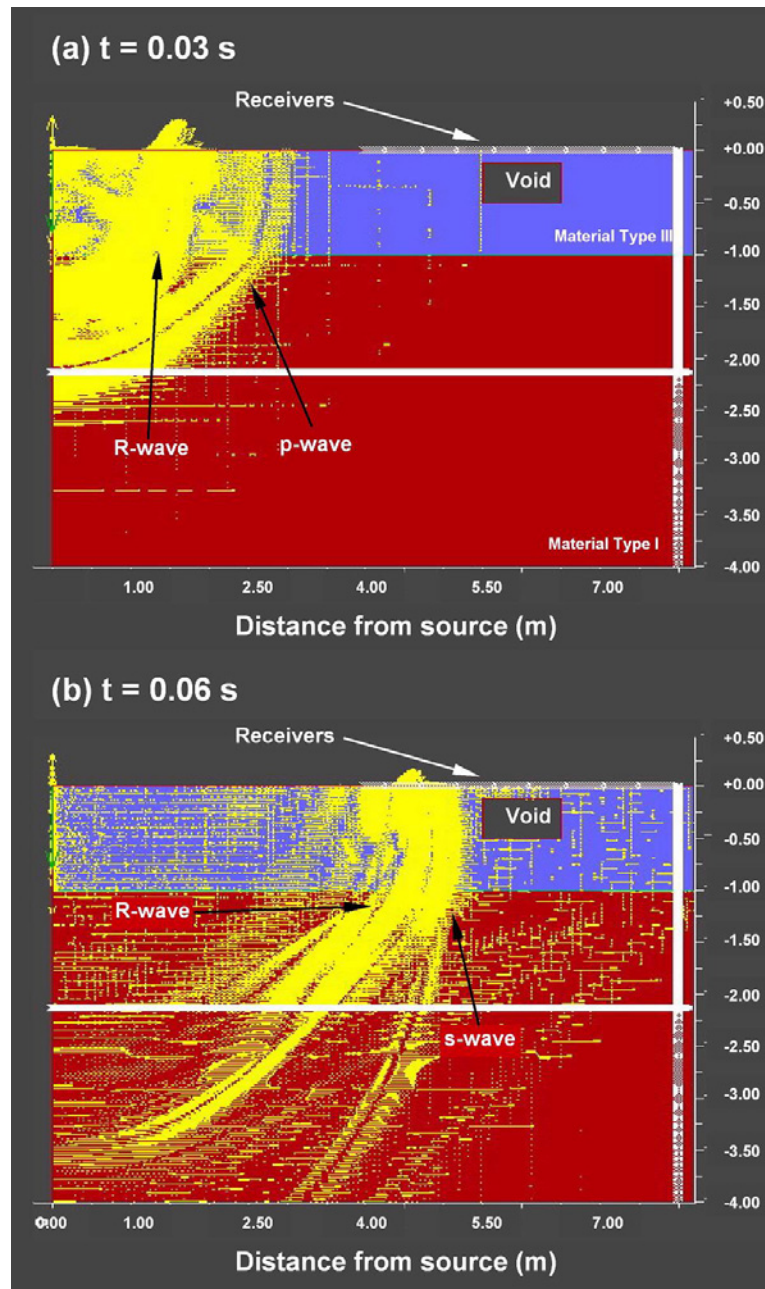 (a) t = 0.03 s
Receivers
+0.50
+0.00
Void
-0.50
Material Type III
-1.00
-1.50
-2.00
R-wave
p-wave
-2.50
-3.00
-3.50
Material Type I
-4.00
1.00 2.50 4.00 5.50 7.00
Distance from source (m)
(b) t = 0.06 s
Receivers
+0.50
+0.00
Void
-0.50
-1.00
R-wave
-1.50
-2.00
s-wave
-2.50
-3.00
-3.50
-4.00
0.00 1.00 2.50 4.00 5.50 7.00
Distance from source (m)